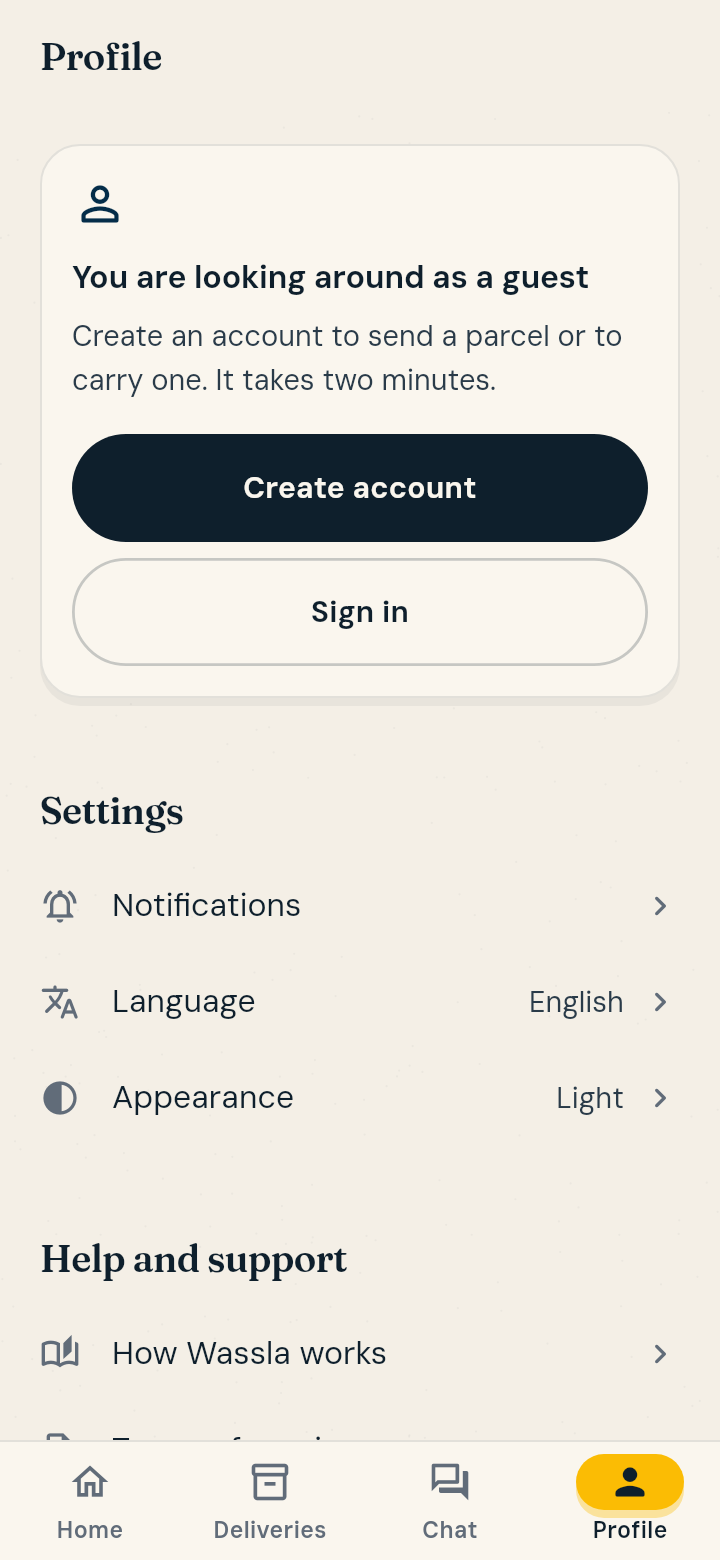 Profile
You are looking around as a guest
Create an account to send a parcel or to
carry one. It takes two minutes.
Create account
Sign in
Settings
Notifications
Language English
Appearance Light
Help and support
How Wassla works
Home Deliveries Chat Profile